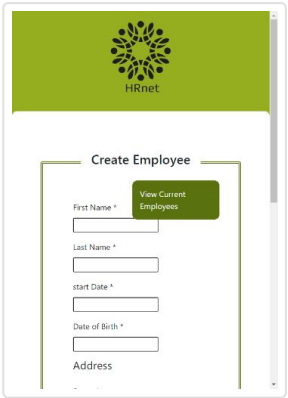 HRnet
Create Employee
View Current
Employees
First Name *
Last Name *
start Date *
Date of Birth *
Address